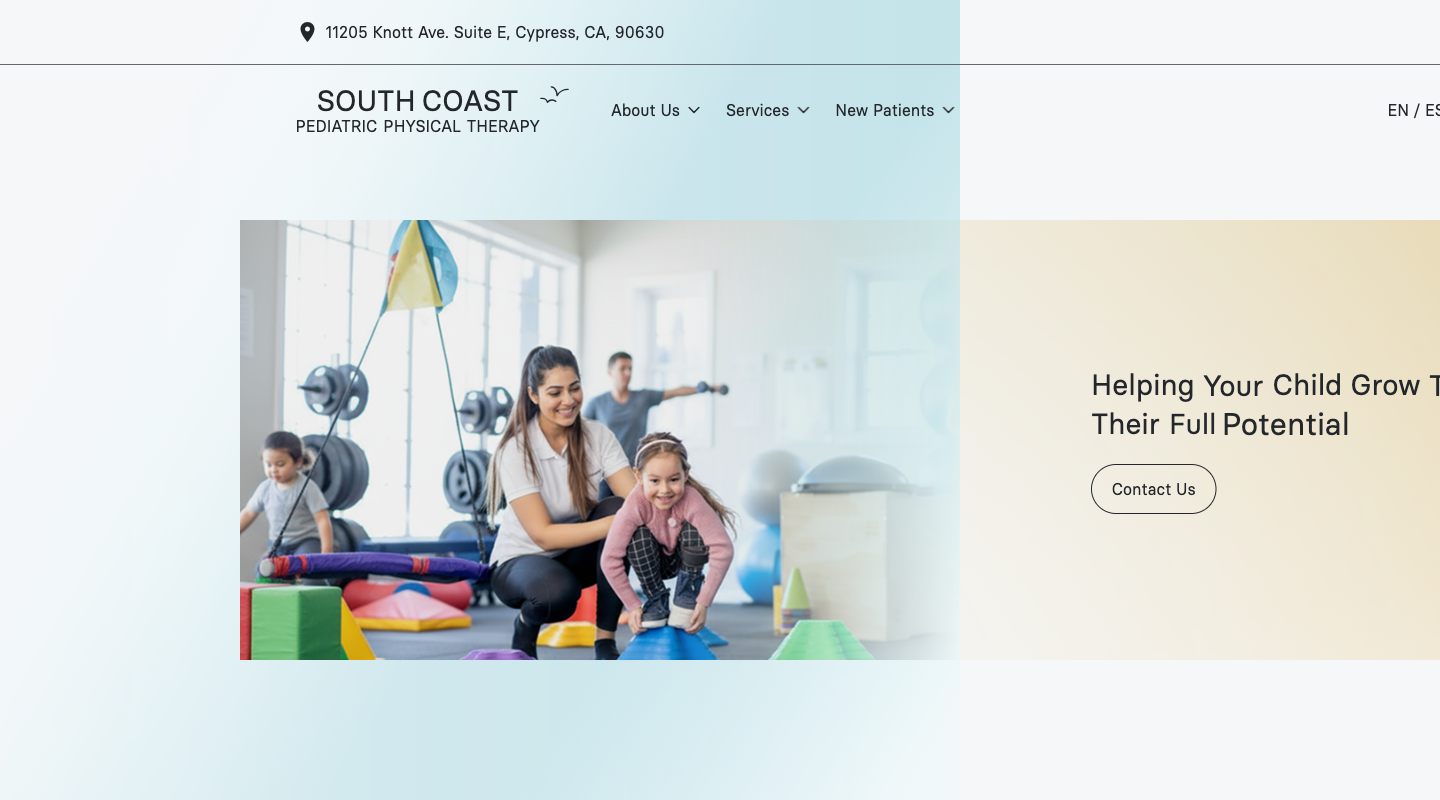 11205 Knott Ave. Suite E, Cypress, CA, 90630
SOUTH COAST
PEDIATRIC PHYSICAL THERAPY
About Us
Services
New Patients
EN / ES
Helping Your Child Grow T
Their Full Potential
Contact Us